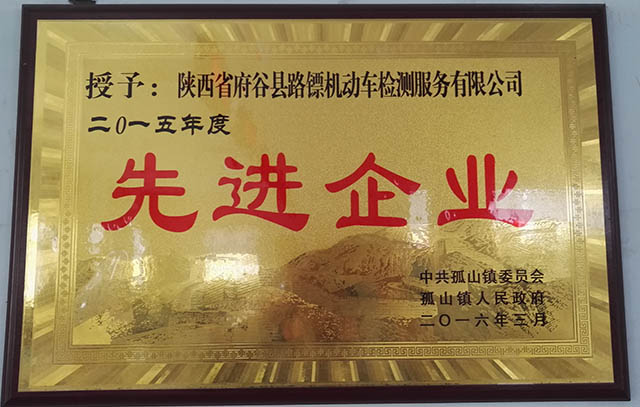 授予：陕西省府谷县路镖机动车检测服务有限公司
二0一五年度
先进企业
中共孤山镇委员会
孤山镇人民政府
二〇一六年三月